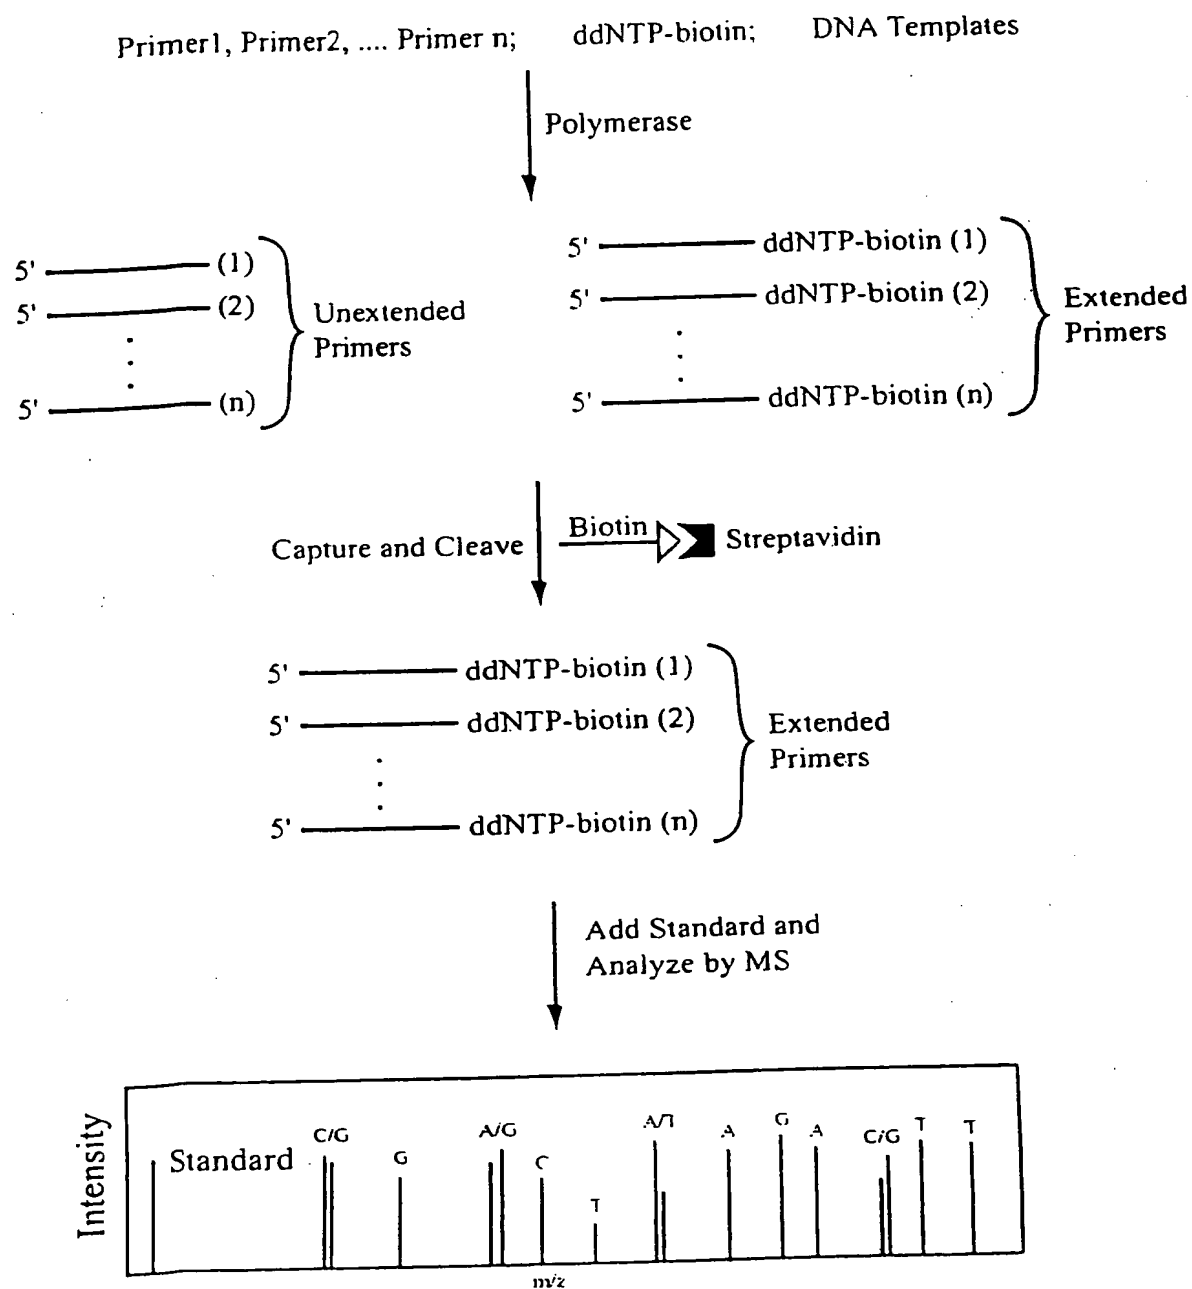 Primer1, Primer2, .... Primer n; ddNTP-biotin; DNA Templates
Polymerase
5' (1)
5' (2)
5' (n)
Unextended
Primers
5' ddNTP-biotin (1)
5' ddNTP-biotin (2)
5' ddNTP-biotin (n)
Extended
Primers
Capture and Cleave
Biotin
Streptavidin
5' ddNTP-biotin (1)
5' ddNTP-biotin (2)
5' ddNTP-biotin (n)
Extended
Primers
Add Standard and
Analyze by MS
Intensity
Standard
C/G
G
A/G
C
T
A/T
A
G
A
C/G
T
T
m/z